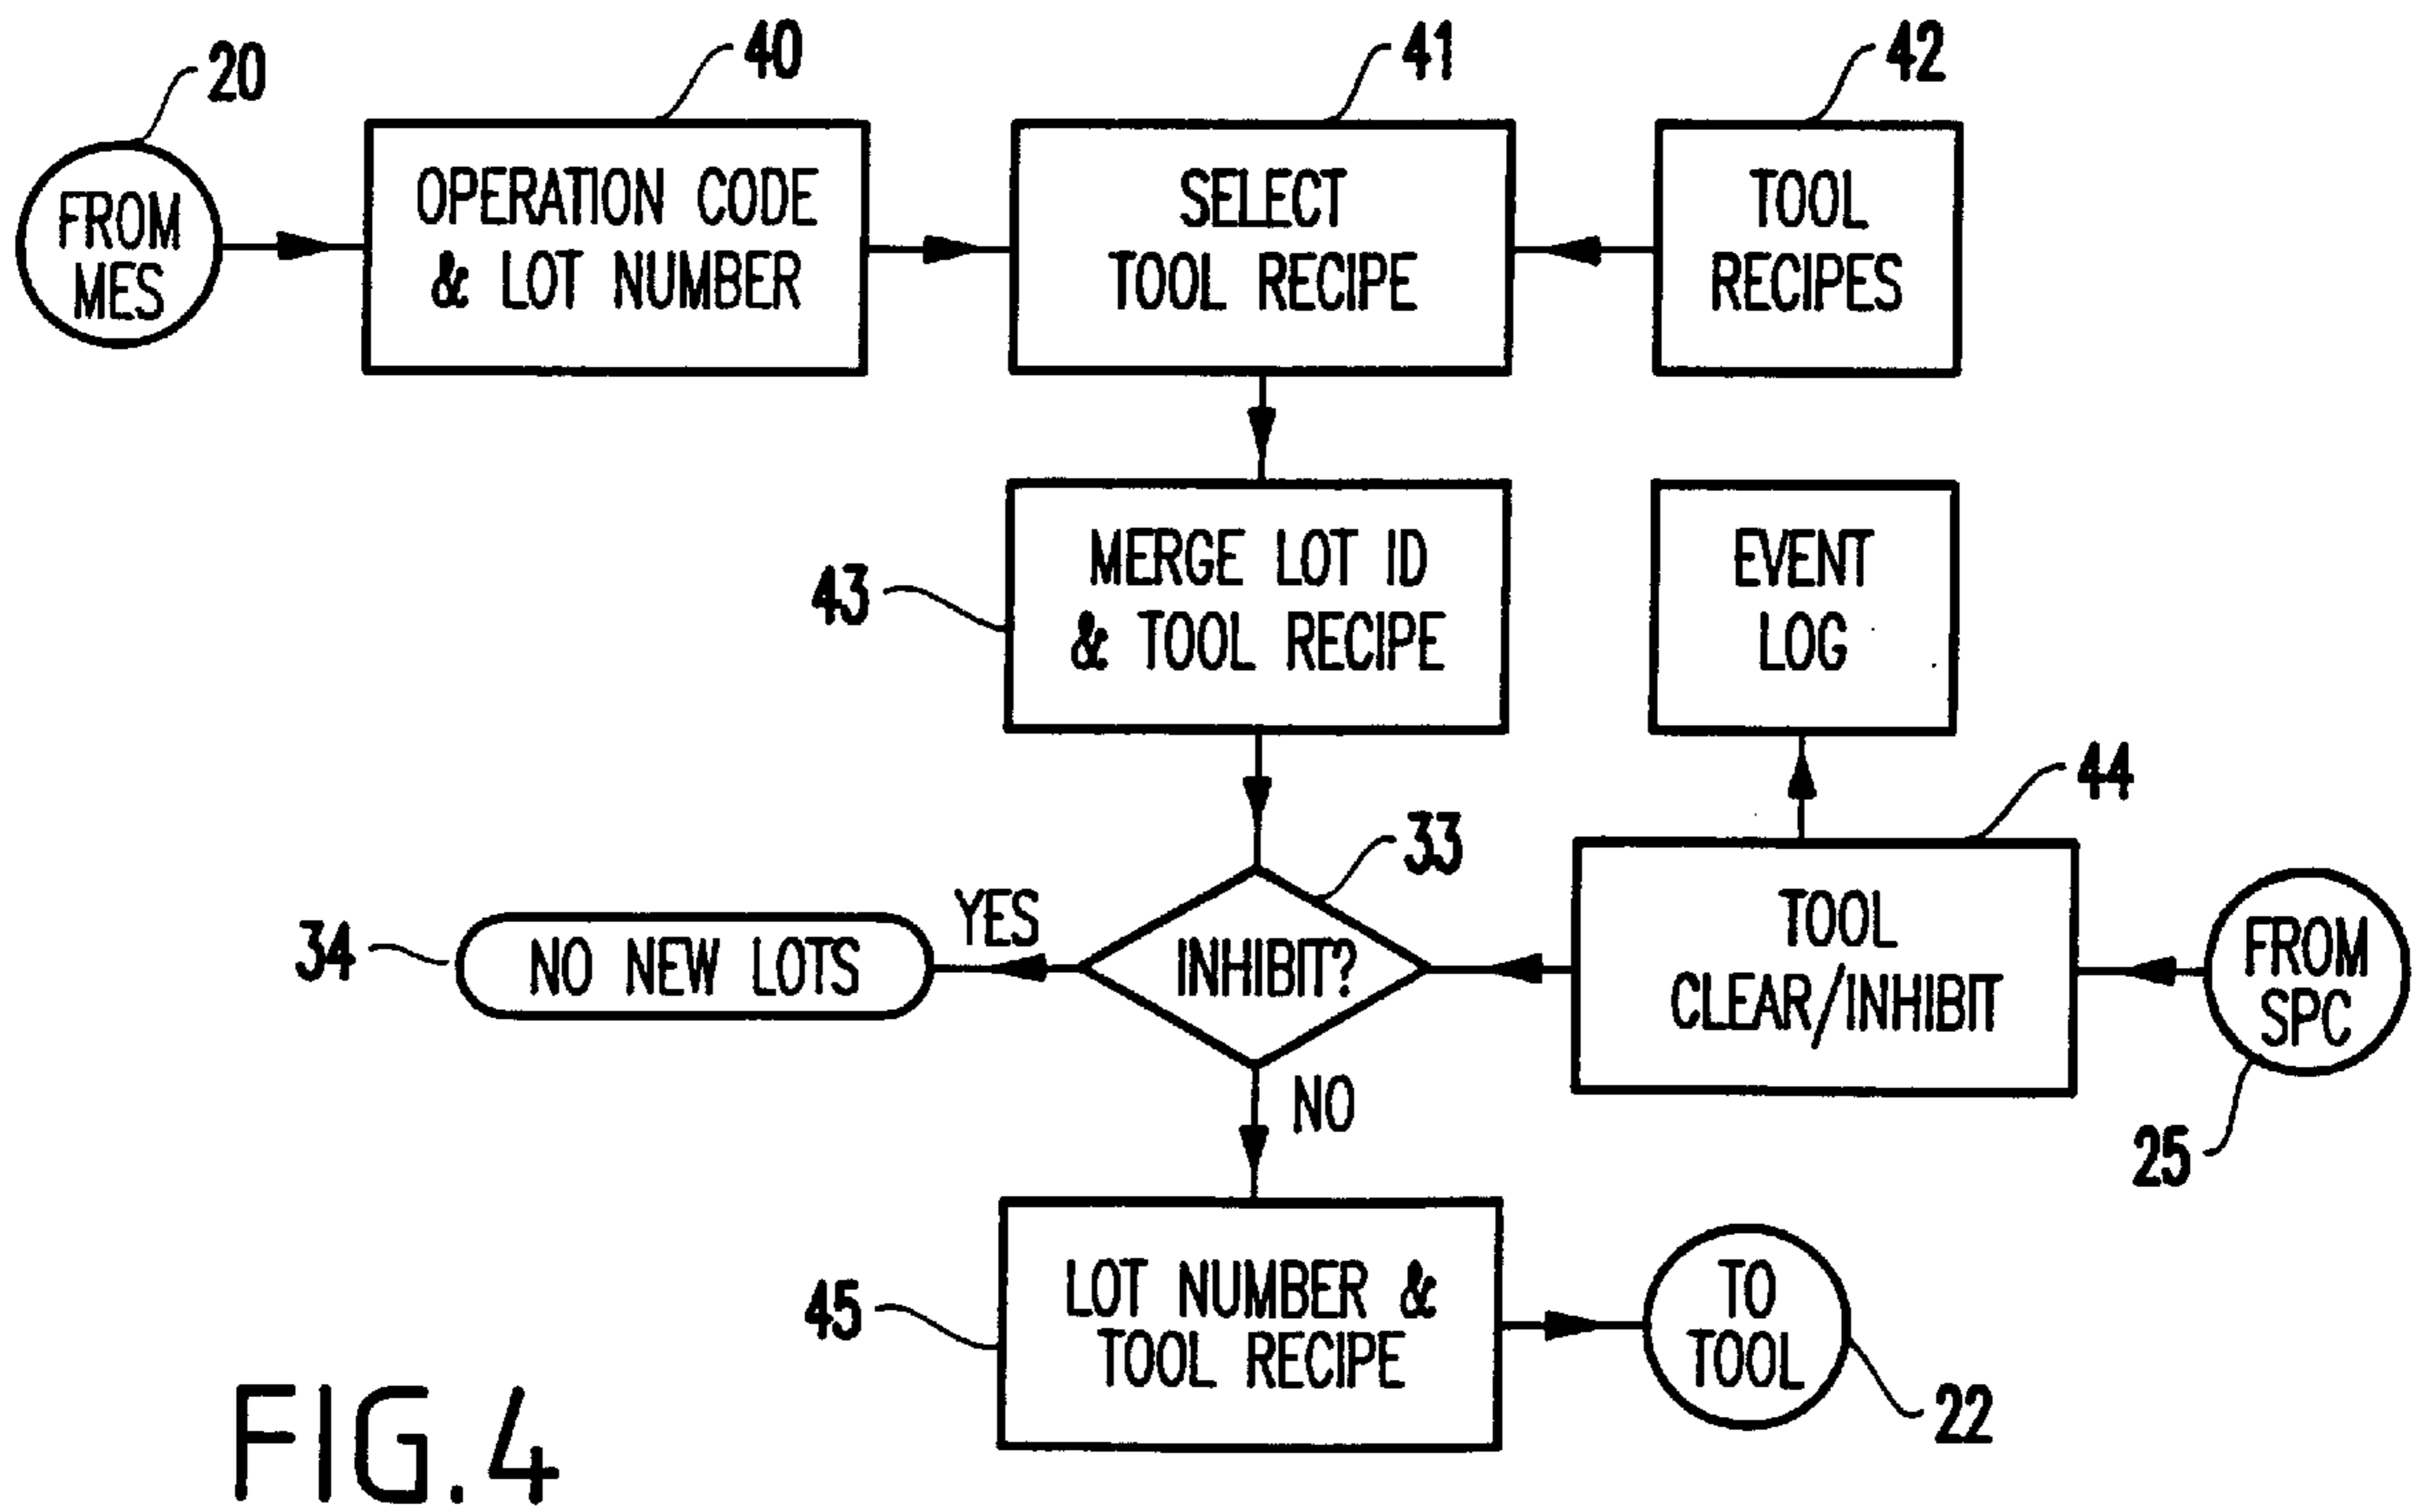 20
40
41
42
FROM
MES
OPERATION CODE
& LOT NUMBER
SELECT
TOOL RECIPE
TOOL
RECIPES
43
MERGE LOT ID
& TOOL RECIPE
EVENT
LOG
44
33
34
NO NEW LOTS
YES
INHIBIT?
TOOL
CLEAR/INHIBIT
FROM
SPC
25
NO
45
LOT NUMBER &
TOOL RECIPE
TO
TOOL
22
FIG.4